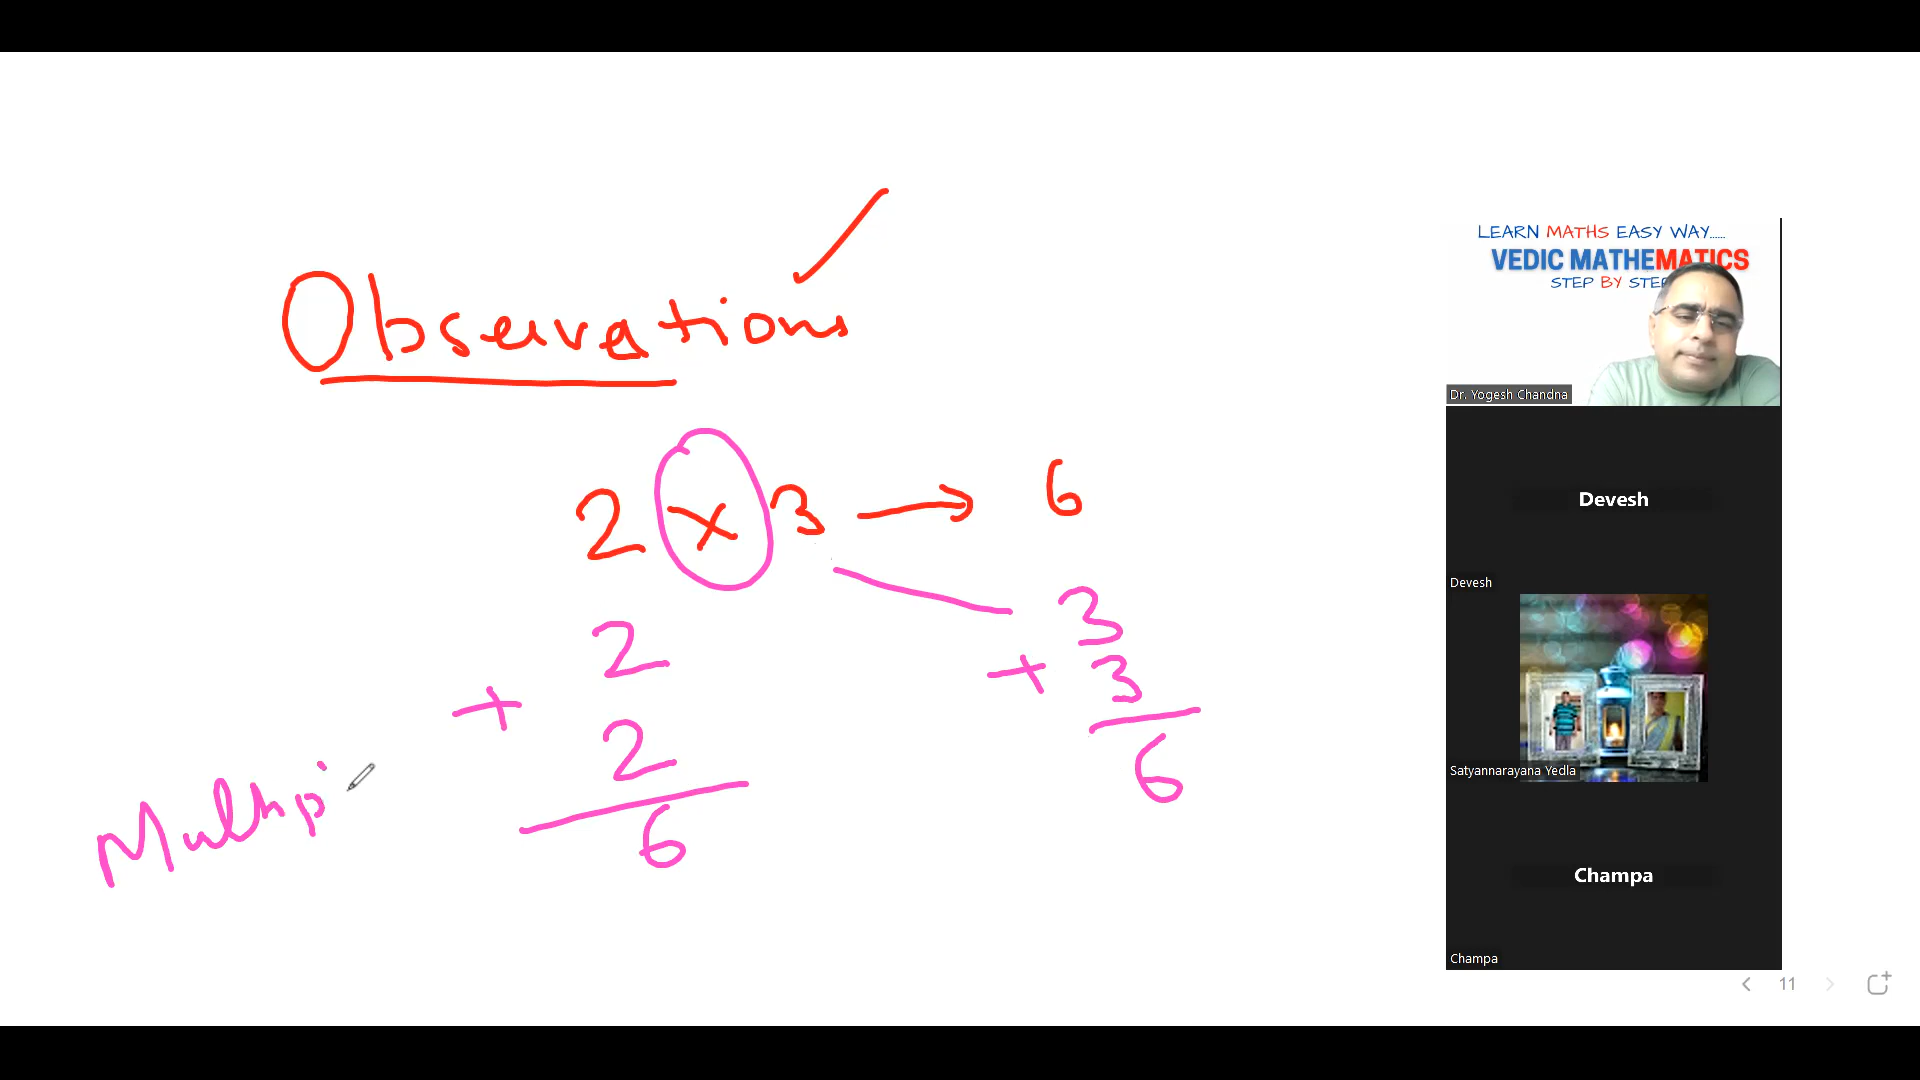 Observations
2 × 3 → 6
2
+ 2
6
3
+ 3
6
Multipi
LEARN MATHS EASY WAY......
VEDIC MATHEMATICS
STEP BY STEP
Dr. Yogesh Chandna
Devesh
Devesh
Satyannarayana Yedla
Champa
Champa
11